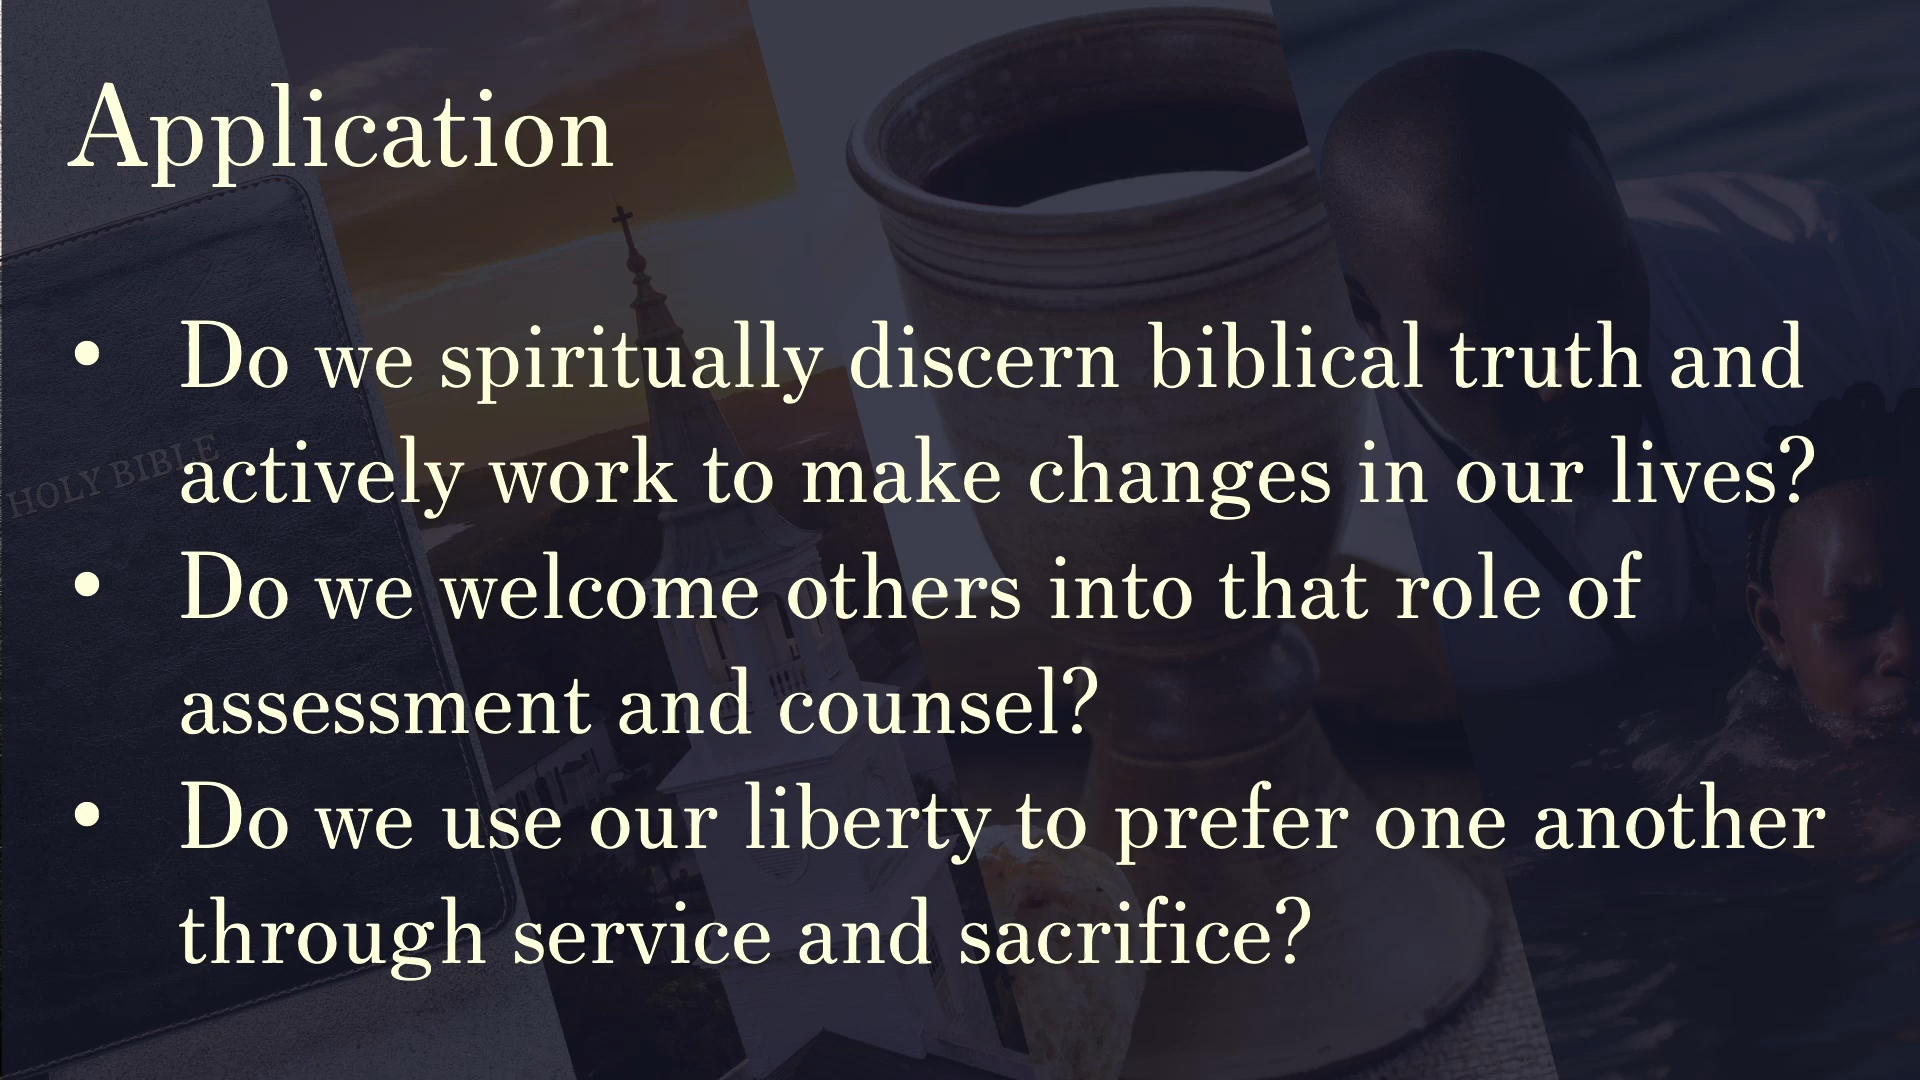 Application
• Do we spiritually discern biblical truth and
actively work to make changes in our lives?
• Do we welcome others into that role of
assessment and counsel?
• Do we use our liberty to prefer one another
through service and sacrifice?
HOLY BIBLE